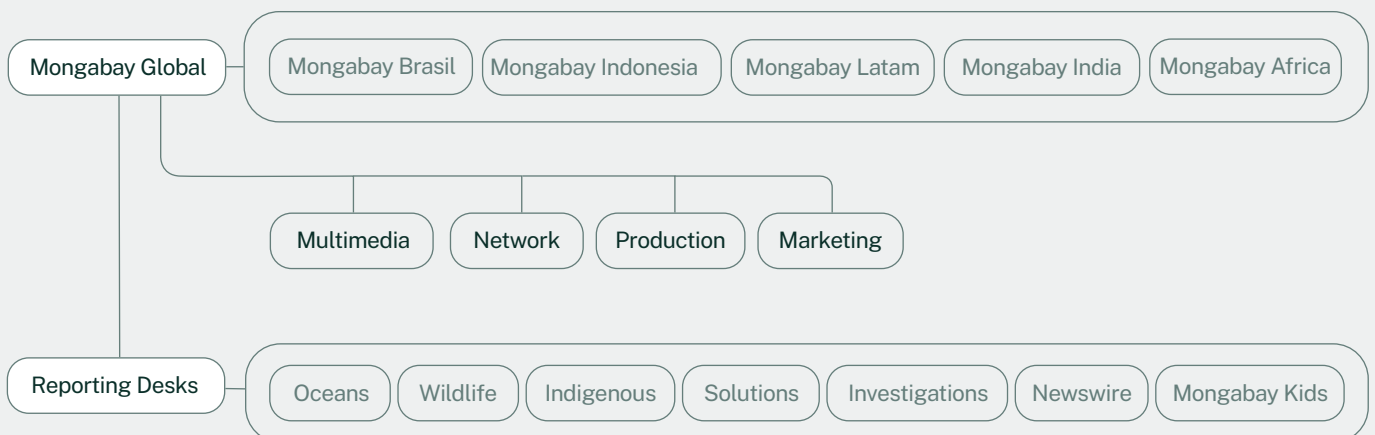 Mongabay Global
Mongabay Brasil
Mongabay Indonesia
Mongabay Latam
Mongabay India
Mongabay Africa
Multimedia
Network
Production
Marketing
Reporting Desks
Oceans
Wildlife
Indigenous
Solutions
Investigations
Newswire
Mongabay Kids